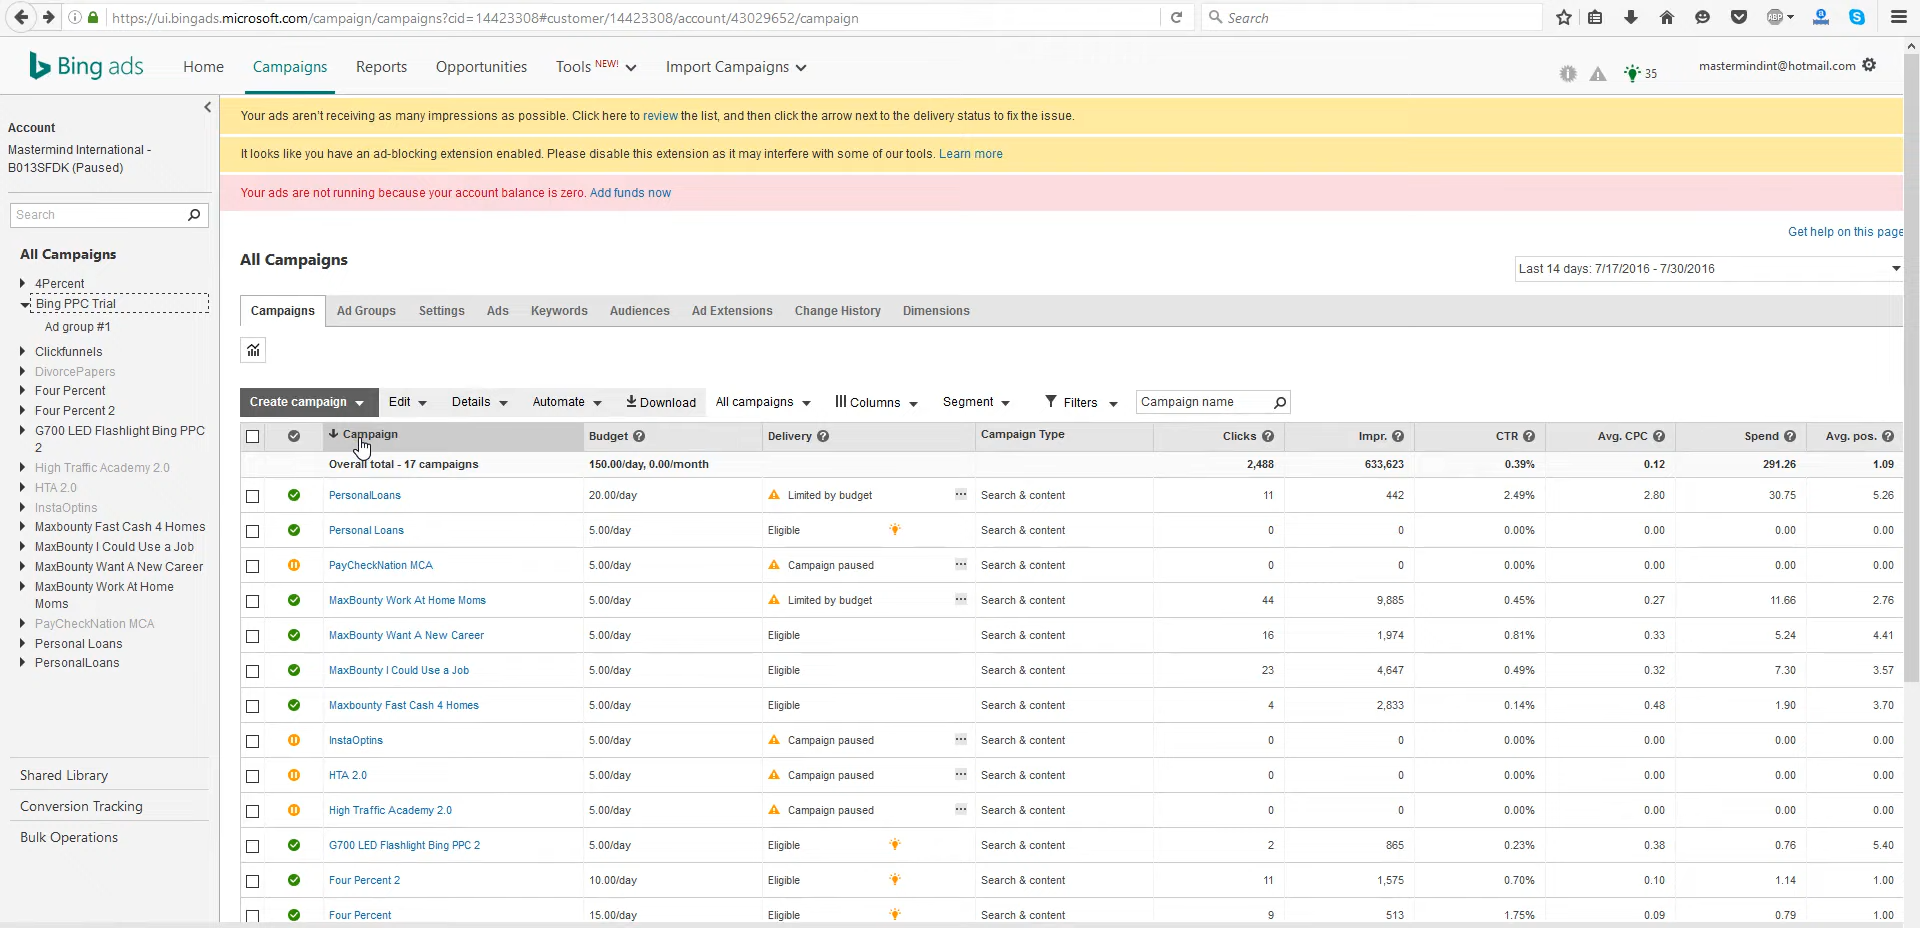 https://ui.bingads.microsoft.com/campaign/campaigns?cid=14423308#customer/14423308/account/43029652/campaign
Search
ABP
Bing ads
Home
Campaigns
Reports
Opportunities
Tools NEW!
Import Campaigns
35
mastermindint@hotmail.com
Account
Mastermind International -
B013SFDK (Paused)
Search
All Campaigns
4Percent
Bing PPC Trial
Ad group #1
Clickfunnels
DivorcePapers
Four Percent
Four Percent 2
G700 LED Flashlight Bing PPC
2
High Traffic Academy 2.0
HTA 2.0
InstaOptins
Maxbounty Fast Cash 4 Homes
MaxBounty I Could Use a Job
MaxBounty Want A New Career
MaxBounty Work At Home
Moms
PayCheckNation MCA
Personal Loans
PersonalLoans
Shared Library
Conversion Tracking
Bulk Operations
Your ads aren't receiving as many impressions as possible. Click here to review the list, and then click the arrow next to the delivery status to fix the issue.
It looks like you have an ad-blocking extension enabled. Please disable this extension as it may interfere with some of our tools. Learn more
Your ads are not running because your account balance is zero. Add funds now
Get help on this page
All Campaigns
Last 14 days: 7/17/2016 - 7/30/2016
Campaigns Ad Groups Settings Ads Keywords Audiences Ad Extensions Change History Dimensions
Create campaign Edit Details Automate Download All campaigns Columns Segment Filters Campaign name
Campaign Budget Delivery Campaign Type Clicks Impr. CTR Avg. CPC Spend Avg. pos.
Overall total - 17 campaigns 150.00/day, 0.00/month 2,488 633,623 0.39% 0.12 291.26 1.09
PersonalLoans 20.00/day Limited by budget ... Search & content 11 442 2.49% 2.80 30.75 5.26
Personal Loans 5.00/day Eligible Search & content 0 0 0.00% 0.00 0.00 0.00
PayCheckNation MCA 5.00/day Campaign paused ... Search & content 0 0 0.00% 0.00 0.00 0.00
MaxBounty Work At Home Moms 5.00/day Limited by budget ... Search & content 44 9,885 0.45% 0.27 11.66 2.76
MaxBounty Want A New Career 5.00/day Eligible Search & content 16 1,974 0.81% 0.33 5.24 4.41
MaxBounty I Could Use a Job 5.00/day Eligible Search & content 23 4,647 0.49% 0.32 7.30 3.57
Maxbounty Fast Cash 4 Homes 5.00/day Eligible Search & content 4 2,833 0.14% 0.48 1.90 3.70
InstaOptins 5.00/day Campaign paused ... Search & content 0 0 0.00% 0.00 0.00 0.00
HTA 2.0 5.00/day Campaign paused ... Search & content 0 0 0.00% 0.00 0.00 0.00
High Traffic Academy 2.0 5.00/day Campaign paused ... Search & content 0 0 0.00% 0.00 0.00 0.00
G700 LED Flashlight Bing PPC 2 5.00/day Eligible Search & content 2 865 0.23% 0.38 0.76 5.40
Four Percent 2 10.00/day Eligible Search & content 11 1,575 0.70% 0.10 1.14 1.00
Four Percent 15.00/day Eligible Search & content 9 513 1.75% 0.09 0.79 1.00